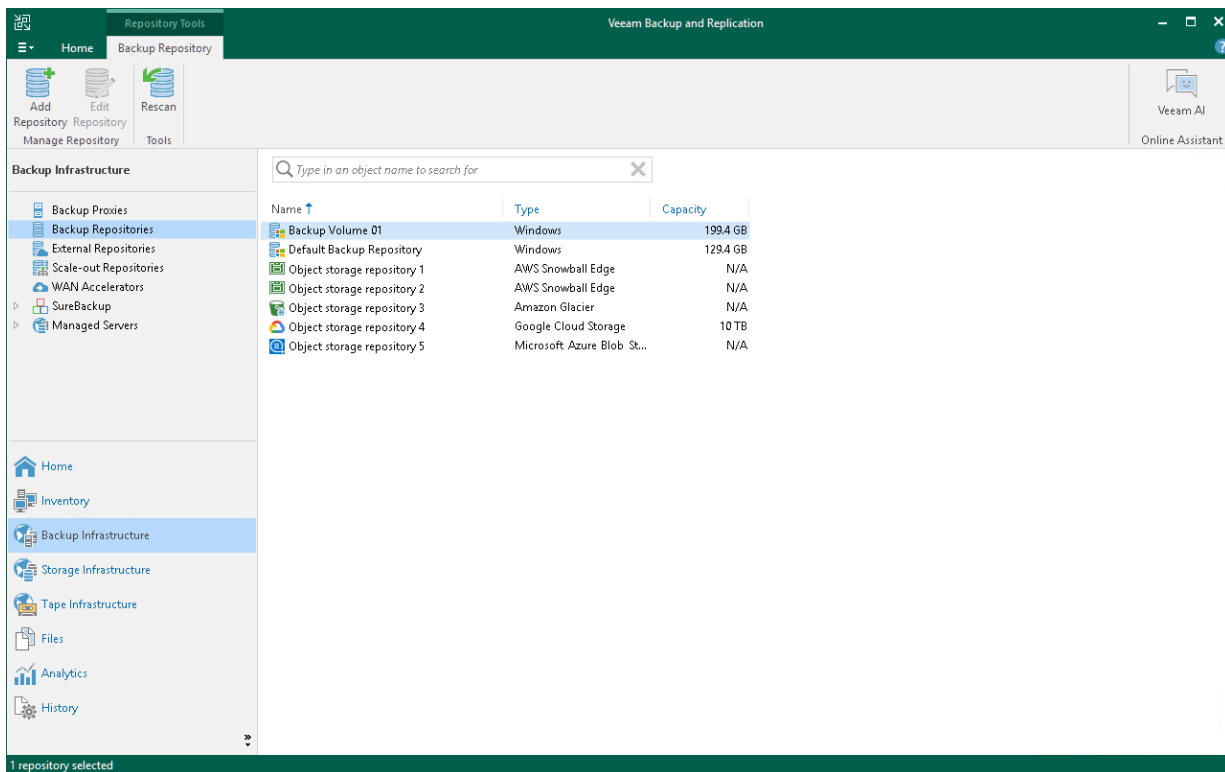 Repository Tools
Veeam Backup and Replication
Home
Backup Repository
Add
Repository
Edit
Repository
Rescan
Manage Repository
Tools
Veeam AI
Online Assistant
Backup Infrastructure
Backup Proxies
Backup Repositories
External Repositories
Scale-out Repositories
WAN Accelerators
SureBackup
Managed Servers
Home
Inventory
Backup Infrastructure
Storage Infrastructure
Tape Infrastructure
Files
Analytics
History
Type in an object name to search for
Name Type Capacity
Backup Volume 01 Windows 199.4 GB
Default Backup Repository Windows 129.4 GB
Object storage repository 1 AWS Snowball Edge N/A
Object storage repository 2 AWS Snowball Edge N/A
Object storage repository 3 Amazon Glacier N/A
Object storage repository 4 Google Cloud Storage 10 TB
Object storage repository 5 Microsoft Azure Blob St... N/A
1 repository selected